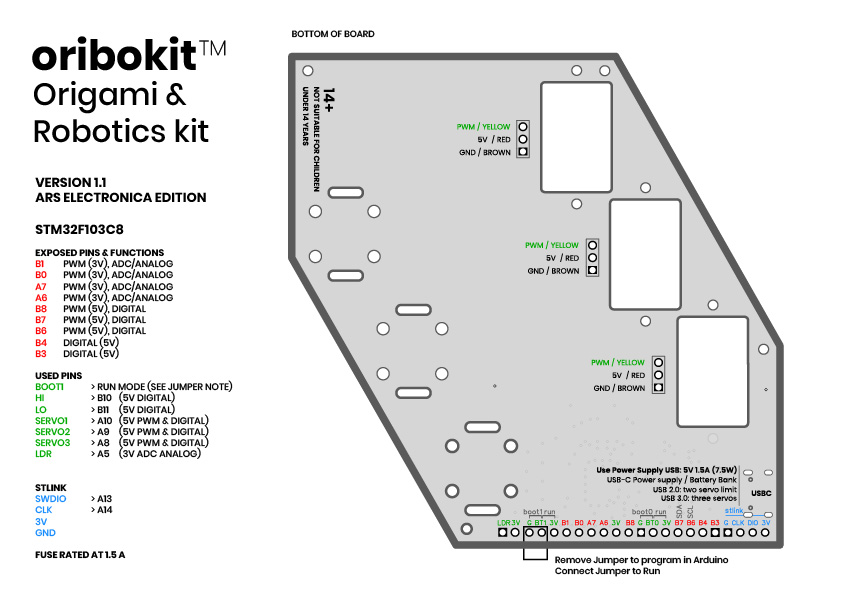 oribokit™
Origami &
Robotics kit
VERSION 1.1
ARS ELECTRONICA EDITION
STM32F103C8
EXPOSED PINS & FUNCTIONS
B1 PWM (3V), ADC/ANALOG
B0 PWM (3V), ADC/ANALOG
A7 PWM (3V), ADC/ANALOG
A6 PWM (3V), ADC/ANALOG
B8 PWM (5V), DIGITAL
B7 PWM (5V), DIGITAL
B6 PWM (5V), DIGITAL
B4 DIGITAL (5V)
B3 DIGITAL (5V)
USED PINS
BOOT1 > RUN MODE (SEE JUMPER NOTE)
HI > B10 (5V DIGITAL)
LO > B11 (5V DIGITAL)
SERVO1 > A10 (5V PWM & DIGITAL)
SERVO2 > A9 (5V PWM & DIGITAL)
SERVO3 > A8 (5V PWM & DIGITAL)
LDR > A5 (3V ADC ANALOG)
STLINK
SWDIO > A13
CLK > A14
3V
GND
FUSE RATED AT 1.5 A
BOTTOM OF BOARD
14+
NOT SUITABLE FOR CHILDREN
UNDER 14 YEARS
PWM / YELLOW
5V / RED
GND / BROWN
PWM / YELLOW
5V / RED
GND / BROWN
PWM / YELLOW
5V / RED
GND / BROWN
Use Power Supply USB: 5V 1.5A (7.5W)
USB-C Power supply / Battery Bank
USB 2.0: two servo limit
USB 3.0: three servos
USBC
boot1 run
boot0 run
SDA
SCL
stlink
LDR 3V G BT1 3V B1 B0 A7 A6 3V B8 G BT0 3V B7 B6 B4 B3 G CLK DIO 3V
Remove Jumper to program in Arduino
Connect Jumper to Run